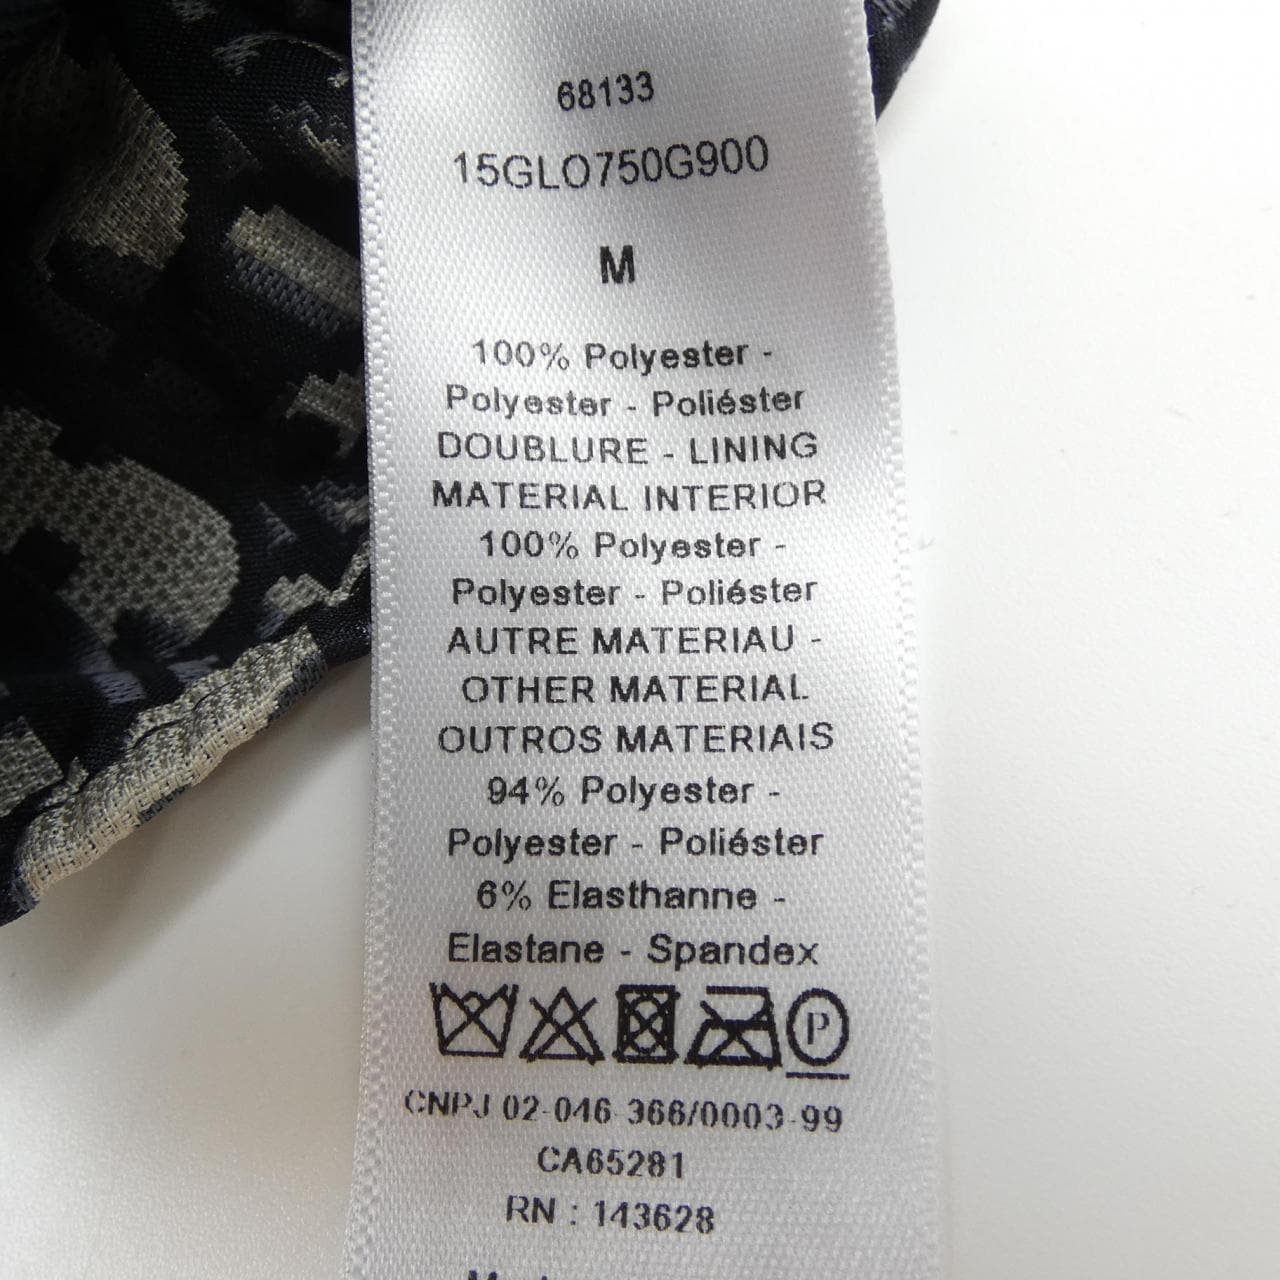 68133
15GLO750G900
M
100% Polyester -
Polyester - Poliéster
DOUBLURE - LINING
MATERIAL INTERIOR
100% Polyester -
Polyester - Poliéster
AUTRE MATERIAU -
OTHER MATERIAL
OUTROS MATERIAIS
94% Polyester -
Polyester - Poliéster
6% Elasthanne -
Elastane - Spandex
P
CNPJ 02-046 366/0003-99
CA65281
RN : 143628